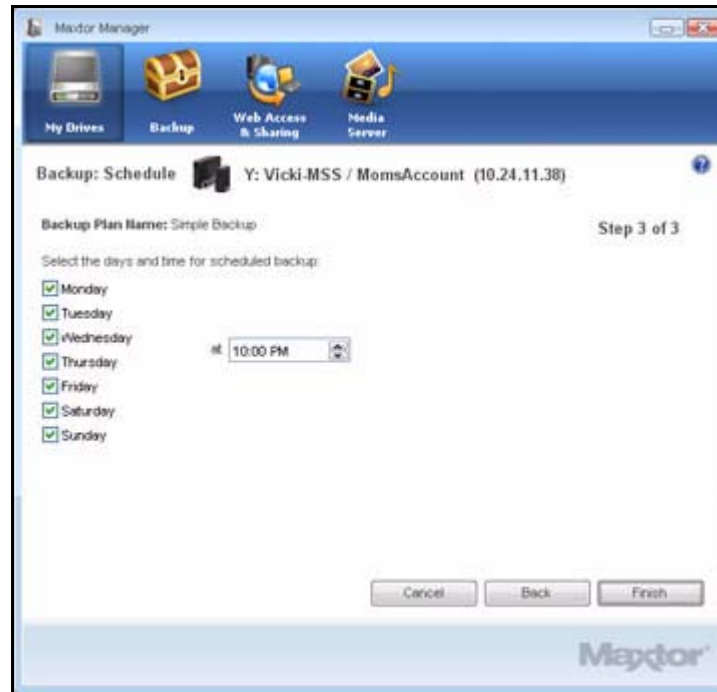 Maxtor Manager
My Drives
Backup
Web Access
& Sharing
Media
Server
Backup: Schedule
Y: Vicki-MSS / MomsAccount (10.24.11.38)
?
Backup Plan Name: Simple Backup
Step 3 of 3
Select the days and time for scheduled backup:
Monday
Tuesday
Wednesday
at 10:00 PM
Thursday
Friday
Saturday
Sunday
Cancel
Back
Finish
Maxtor